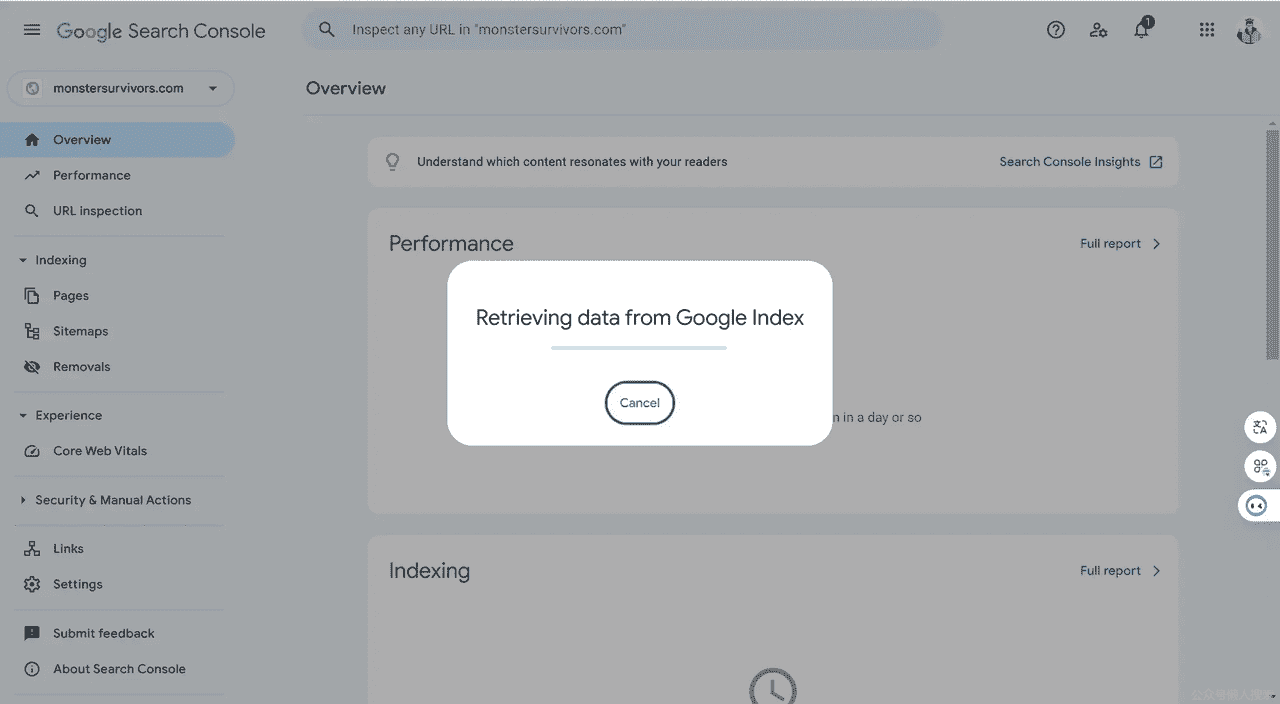 Google Search Console
Inspect any URL in "monstersurvivors.com"
1
monstersurvivors.com
Overview
Overview
Performance
URL inspection
Indexing
Pages
Sitemaps
Removals
Experience
Core Web Vitals
Security & Manual Actions
Links
Settings
Submit feedback
About Search Console
Understand which content resonates with your readers
Search Console Insights
Performance
Full report
Retrieving data from Google Index
Cancel
in a day or so
Indexing
Full report